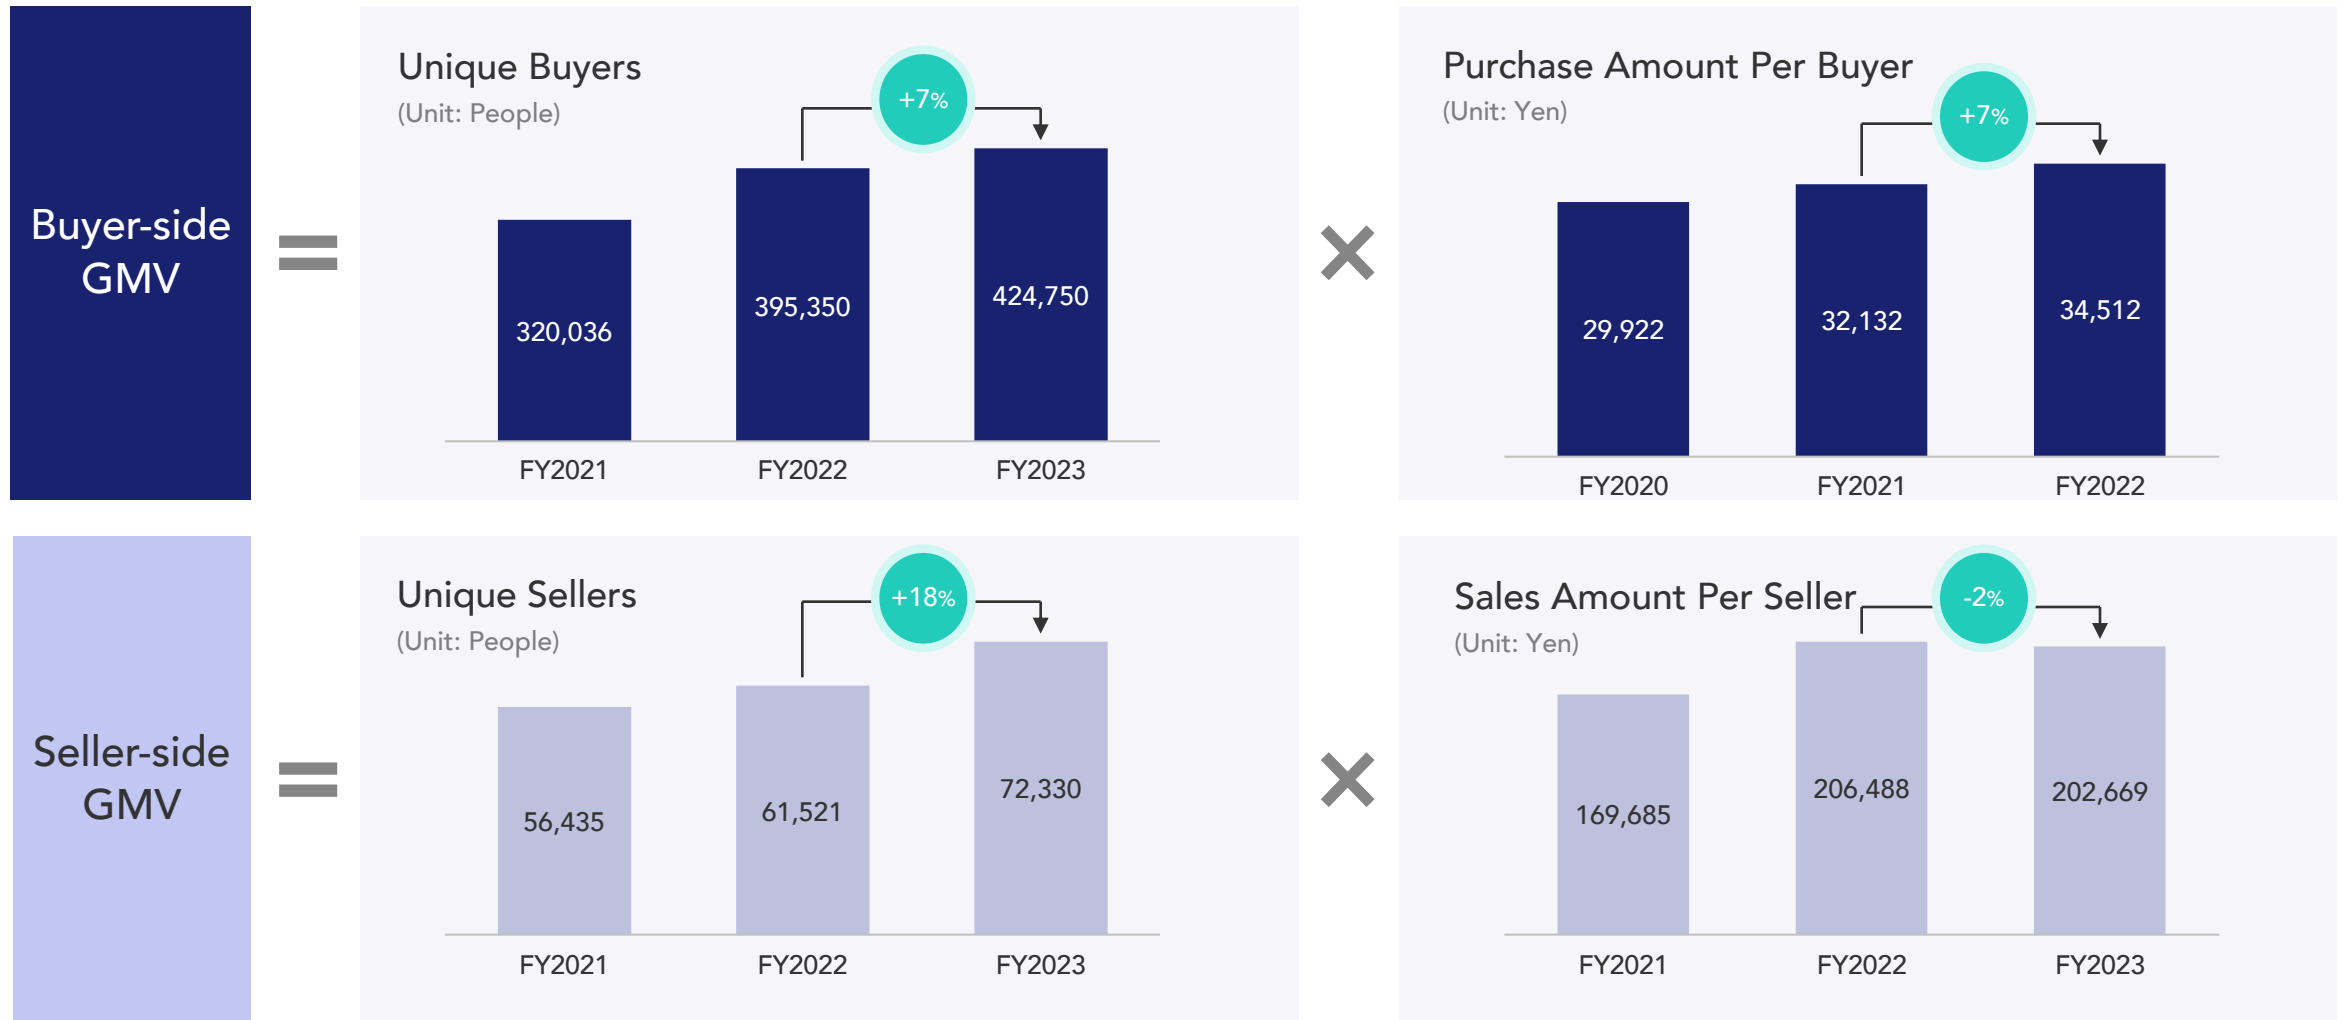 Buyer-side
GMV
=
Unique Buyers
(Unit: People)
+7%
320,036
395,350
424,750
FY2021
FY2022
FY2023
×
Purchase Amount Per Buyer
(Unit: Yen)
+7%
29,922
32,132
34,512
FY2020
FY2021
FY2022
Seller-side
GMV
=
Unique Sellers
(Unit: People)
+18%
56,435
61,521
72,330
FY2021
FY2022
FY2023
×
Sales Amount Per Seller
(Unit: Yen)
-2%
169,685
206,488
202,669
FY2021
FY2022
FY2023